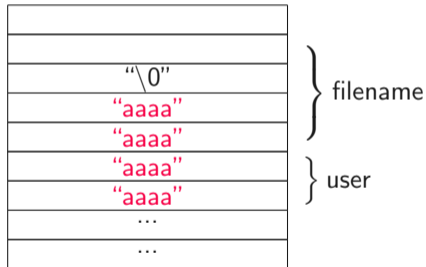 “\0”
“aaaa”
filename
“aaaa”
“aaaa”
user
“aaaa”
...
...